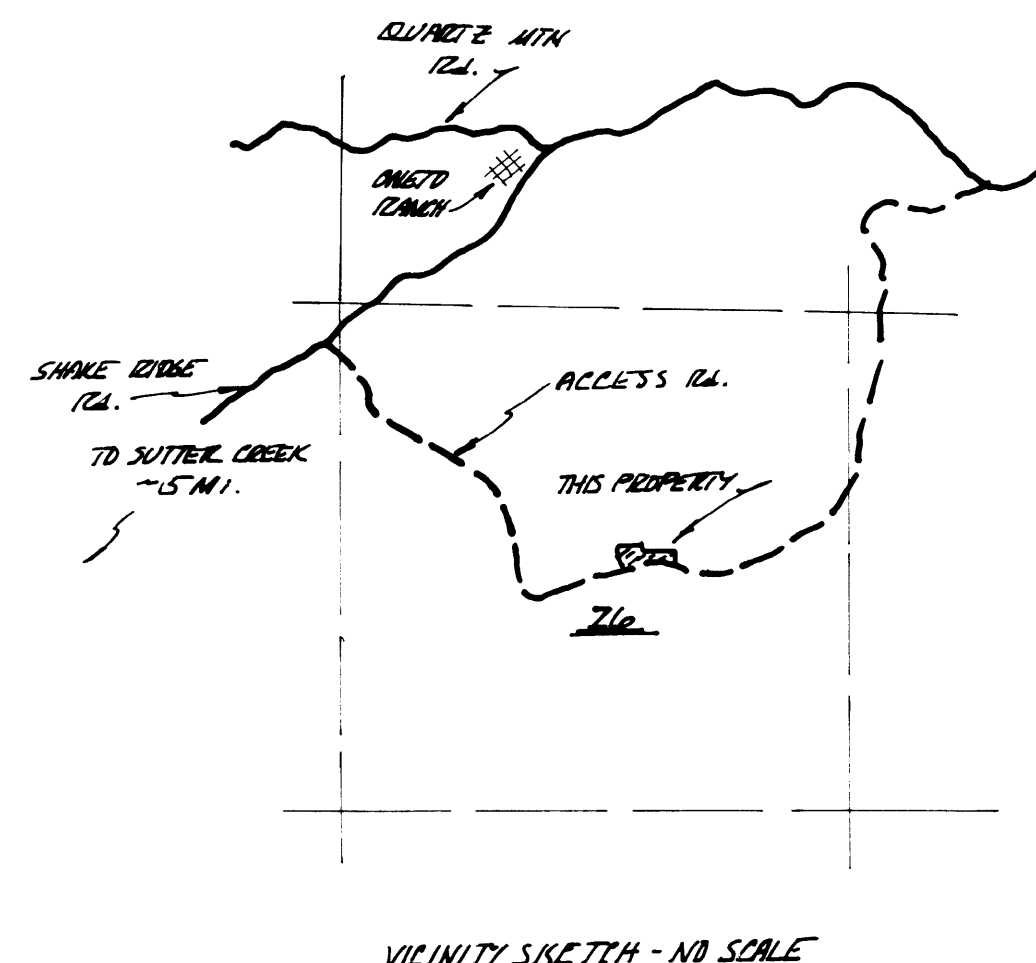 QUARTZ MTN
Rd.
ONETO
RANCH
SHAKE RIDGE
Rd.
ACCESS Rd.
TO SUTTER CREEK
~5 Mi.
THIS PROPERTY
26
VICINITY SKETCH - NO SCALE